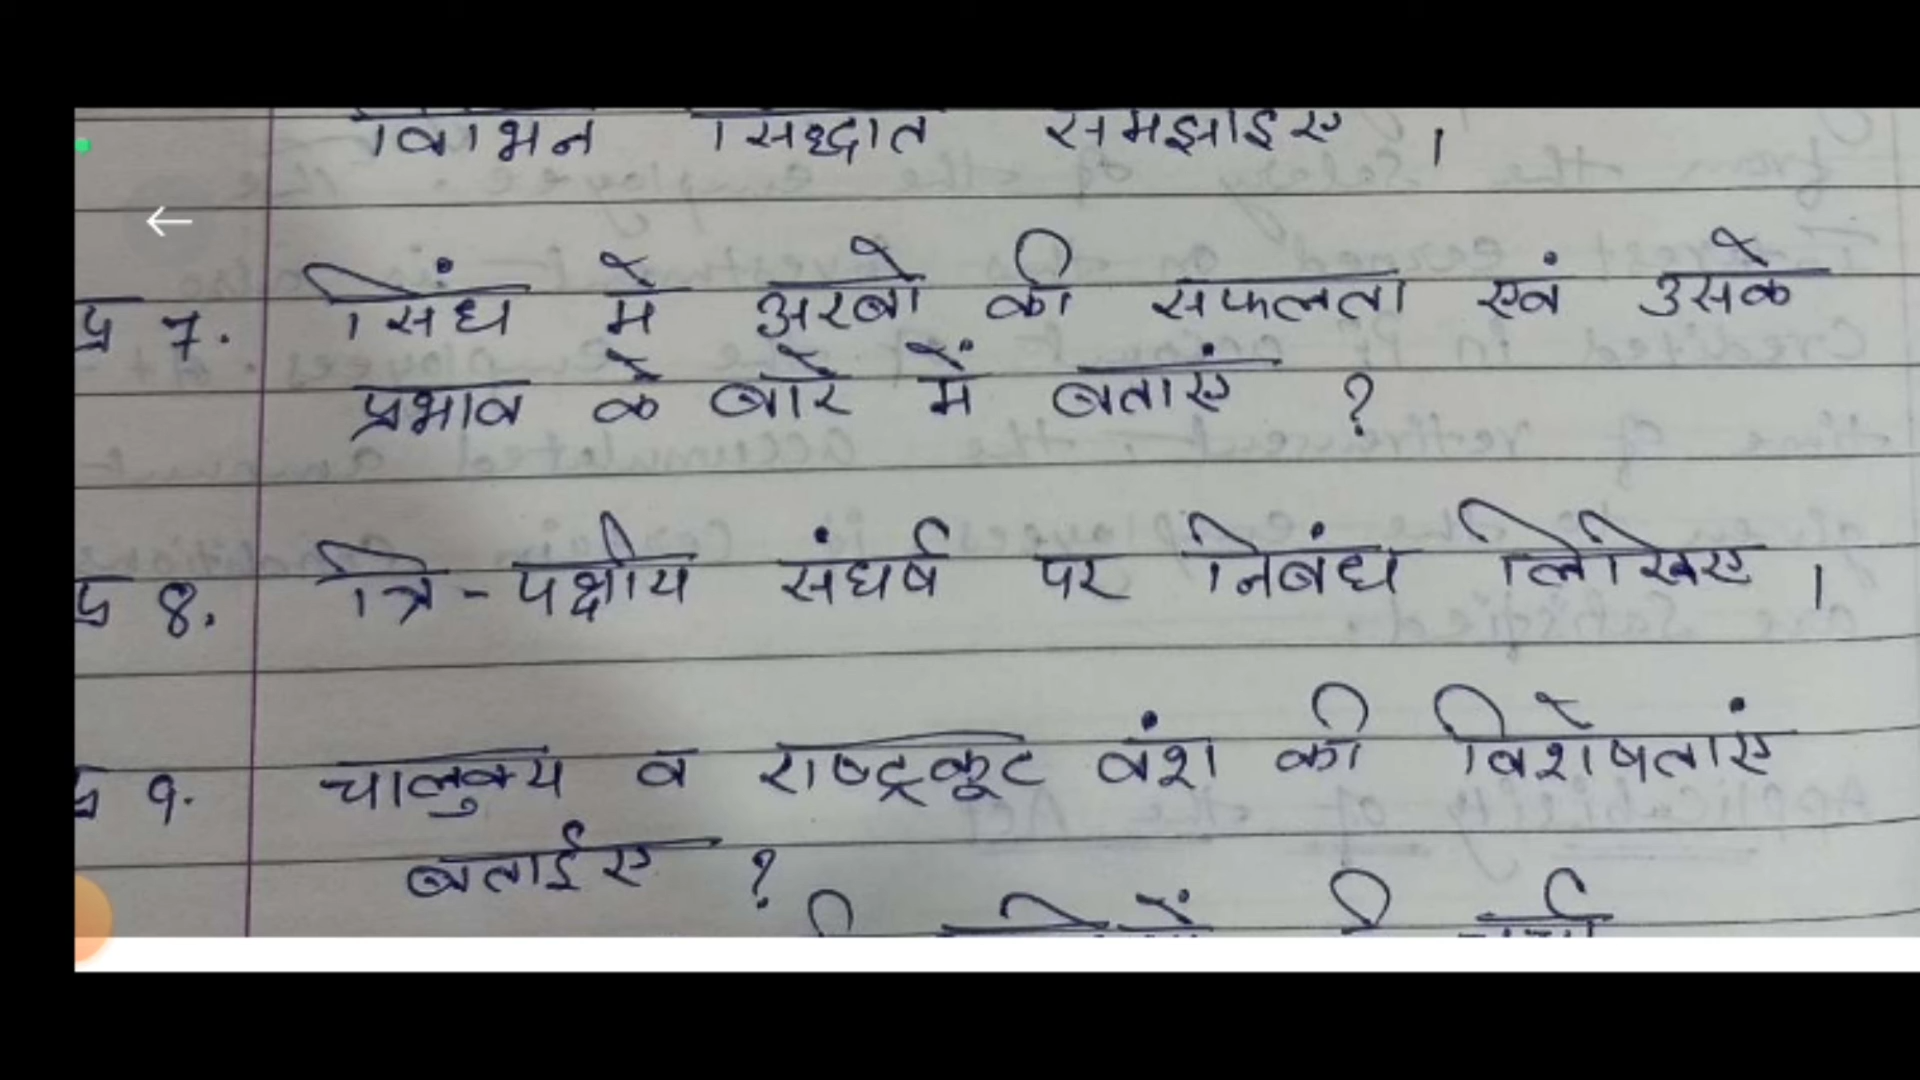 विभिन्न सिद्धांत समझाइए ।
प्र 7. सिंध मे अरबो की सफलता एवं उसके
प्रभाव के बारे में बताएं ?
प्र 8. त्रि-पक्षीय संघर्ष पर निबंध लिखिए ।
प्र 9. चालुक्य व राष्ट्रकूट वंश की विशेषताएं
बताईए ?